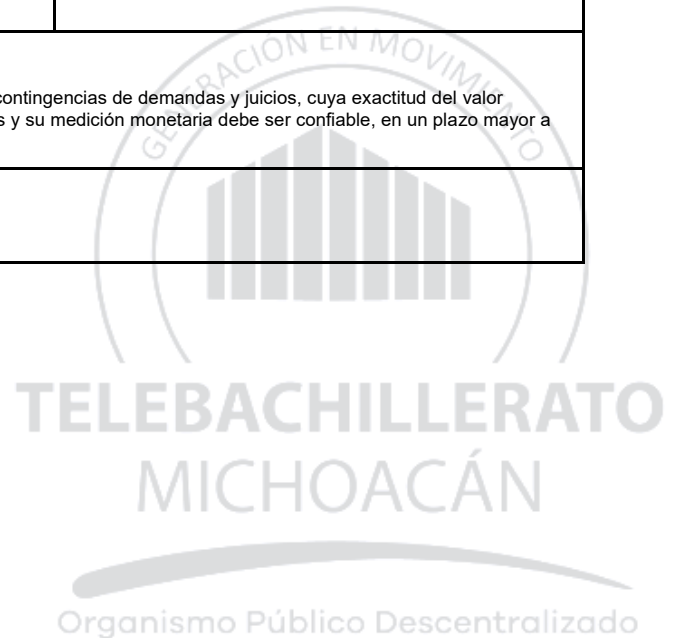 GENERACIÓN EN MOVIMIENTO
contingencias de demandas y juicios, cuya exactitud del valor
s y su medición monetaria debe ser confiable, en un plazo mayor a
TELEBACHILLERATO
MICHOACÁN
Organismo Público Descentralizado